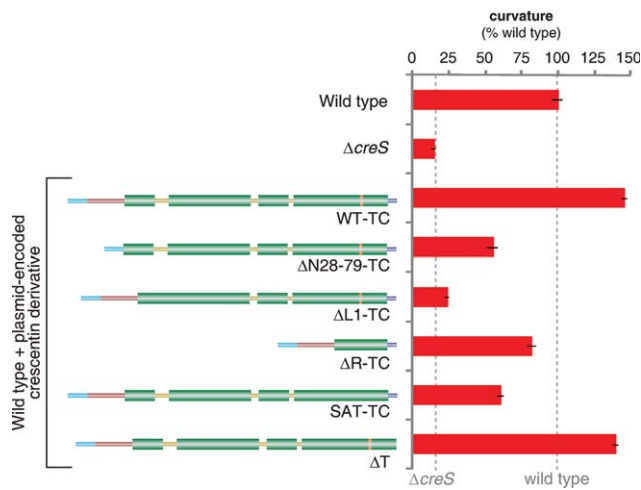 curvature
(% wild type)
0 25 50 75 100 125 150
Wild type
ΔcreS
WT-TC
ΔN28-79-TC
ΔL1-TC
ΔR-TC
SAT-TC
ΔT
Wild type + plasmid-encoded
crescentin derivative
ΔcreS wild type